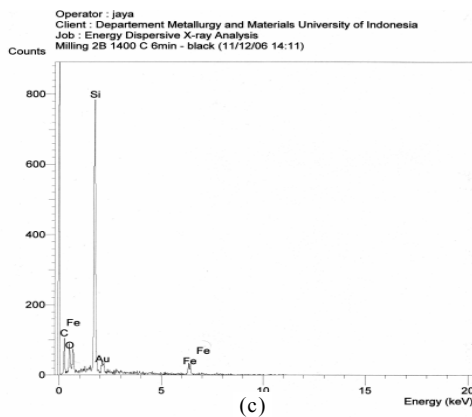 Operator : jaya
Client : Departement Metallurgy and Materials University of Indonesia
Job : Energy Dispersive X-ray Analysis
Milling 2B 1400 C 6min - black (11/12/06 14:11)
Counts
800
600
400
200
0
Si
Fe
C
O
Au
Fe
Fe
0
5
10
15
20
Energy (keV)
(c)